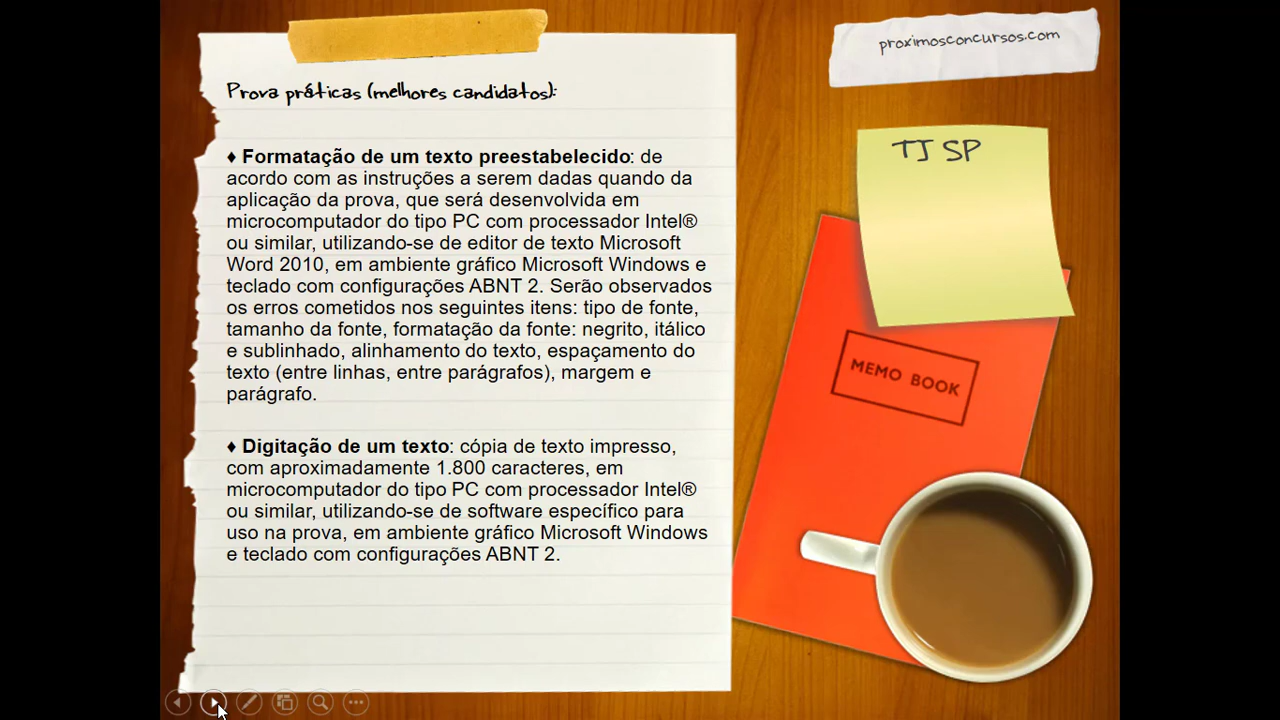 proximosconcursos.com
Prova práticas (melhores candidatos):
TJ SP
♦ Formatação de um texto preestabelecido: de
acordo com as instruções a serem dadas quando da
aplicação da prova, que será desenvolvida em
microcomputador do tipo PC com processador Intel®
ou similar, utilizando-se de editor de texto Microsoft
Word 2010, em ambiente gráfico Microsoft Windows e
teclado com configurações ABNT 2. Serão observados
os erros cometidos nos seguintes itens: tipo de fonte,
tamanho da fonte, formatação da fonte: negrito, itálico
e sublinhado, alinhamento do texto, espaçamento do
texto (entre linhas, entre parágrafos), margem e
parágrafo.
♦ Digitação de um texto: cópia de texto impresso,
com aproximadamente 1.800 caracteres, em
microcomputador do tipo PC com processador Intel®
ou similar, utilizando-se de software específico para
uso na prova, em ambiente gráfico Microsoft Windows
e teclado com configurações ABNT 2.
MEMO BOOK